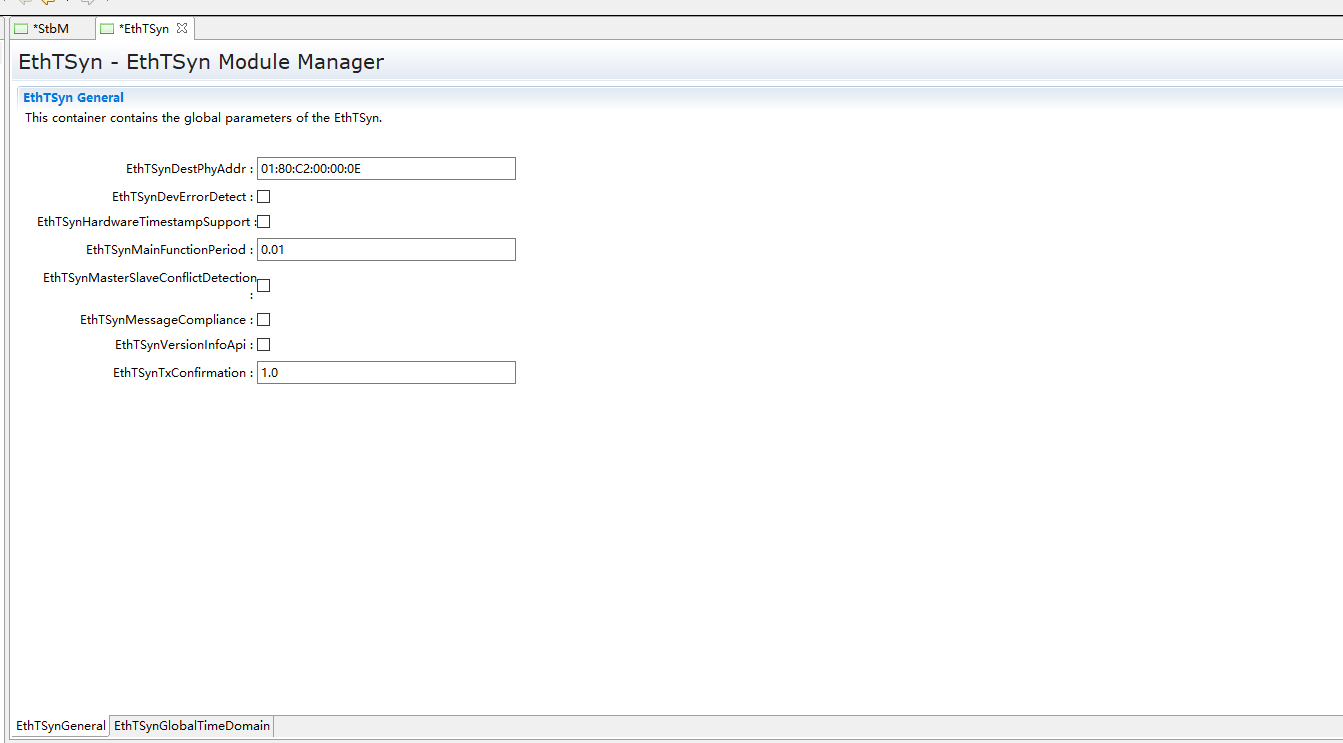 *StbM
*EthTSyn
EthTSyn - EthTSyn Module Manager
EthTSyn General
This container contains the global parameters of the EthTSyn.
EthTSynDestPhyAddr : 01:80:C2:00:00:0E
EthTSynDevErrorDetect :
EthTSynHardwareTimestampSupport :
EthTSynMainFunctionPeriod : 0.01
EthTSynMasterSlaveConflictDetection
:
EthTSynMessageCompliance :
EthTSynVersionInfoApi :
EthTSynTxConfirmation : 1.0
EthTSynGeneral
EthTSynGlobalTimeDomain